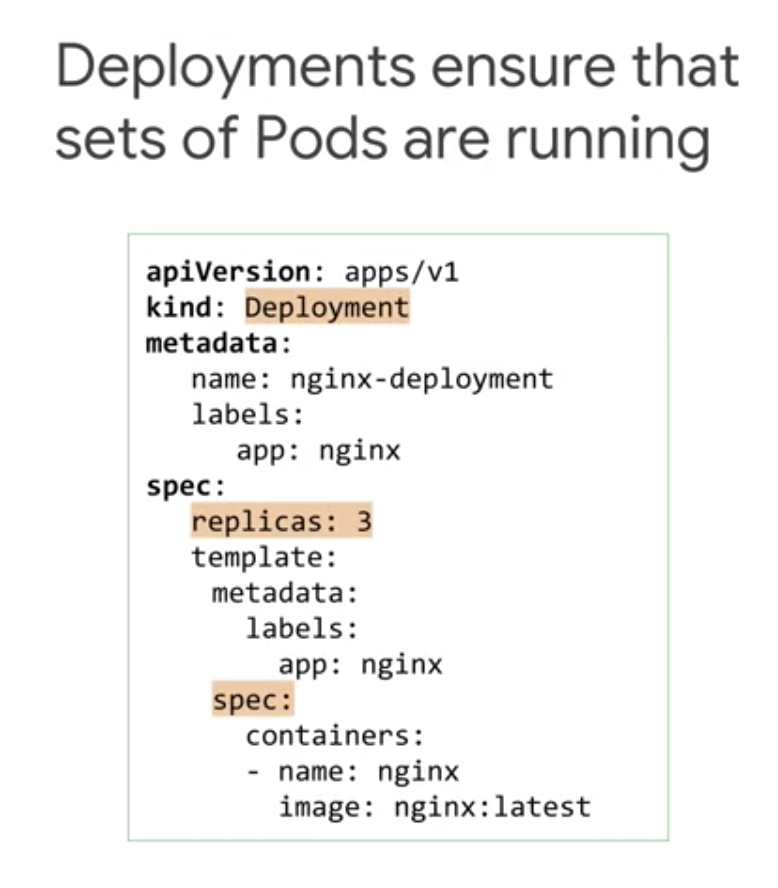 Deployments ensure that
sets of Pods are running
apiVersion: apps/v1
kind: Deployment
metadata:
   name: nginx-deployment
   labels:
      app: nginx
spec:
   replicas: 3
   template:
    metadata:
      labels:
        app: nginx
    spec:
      containers:
      - name: nginx
        image: nginx:latest